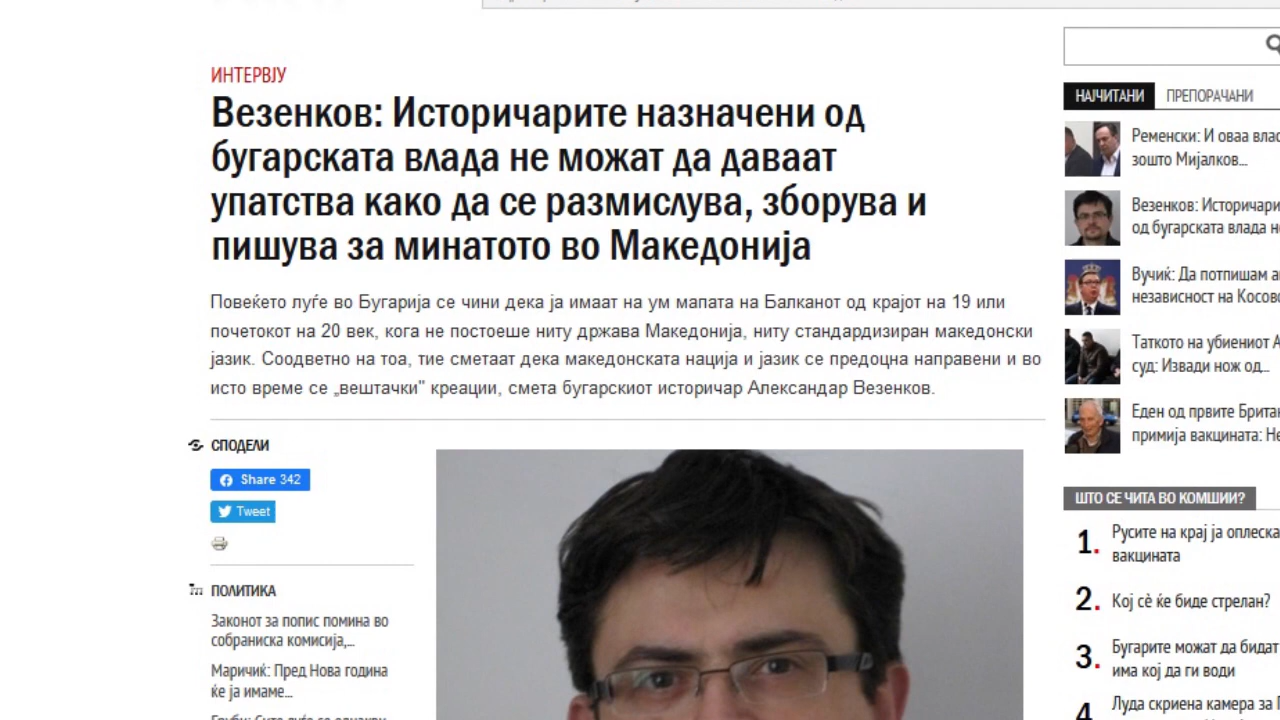 ИНТЕРВЈУ
Везенков: Историчарите назначени од
бугарската влада не можат да даваат
упатства како да се размислува, зборува и
пишува за минатото во Македонија
Повеќето луѓе во Бугарија се чини дека ја имаат на ум мапата на Балканот од крајот на 19 или
почетокот на 20 век, кога не постоеше ниту држава Македонија, ниту стандардизиран македонски
јазик. Соодветно на тоа, тие сметаат дека македонската нација и јазик се предоцна направени и во
исто време се „вештачки" креации, смета бугарскиот историчар Александар Везенков.
СПОДЕЛИ
Share 342
Tweet
ПОЛИТИКА
Законот за попис помина во
собраниска комисија,...
Маричиќ: Пред Нова година
ќе ја имаме...
НАЈЧИТАНИ ПРЕПОРАЧАНИ
Ременски: И оваа влас
зошто Мијалков...
Везенков: Историчари
од бугарската влада н
Вучиќ: Да потпишам
независност на Косов
Таткото на убиениот А
суд: Извади нож од...
Еден од првите Британ
примија вакцината: Не
ШТО СЕ ЧИТА ВО КОМШИИ?
1. Русите на крај ја оплеска
вакцината
2. Кој сѐ ќе биде стрелан?
3. Бугарите можат да бидат
има кој да ги води
4 Луда скриена камера за